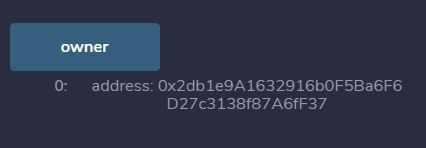 owner
0: address: 0x2db1e9A1632916b0F5Ba6F6
D27c3138f87A6fF37